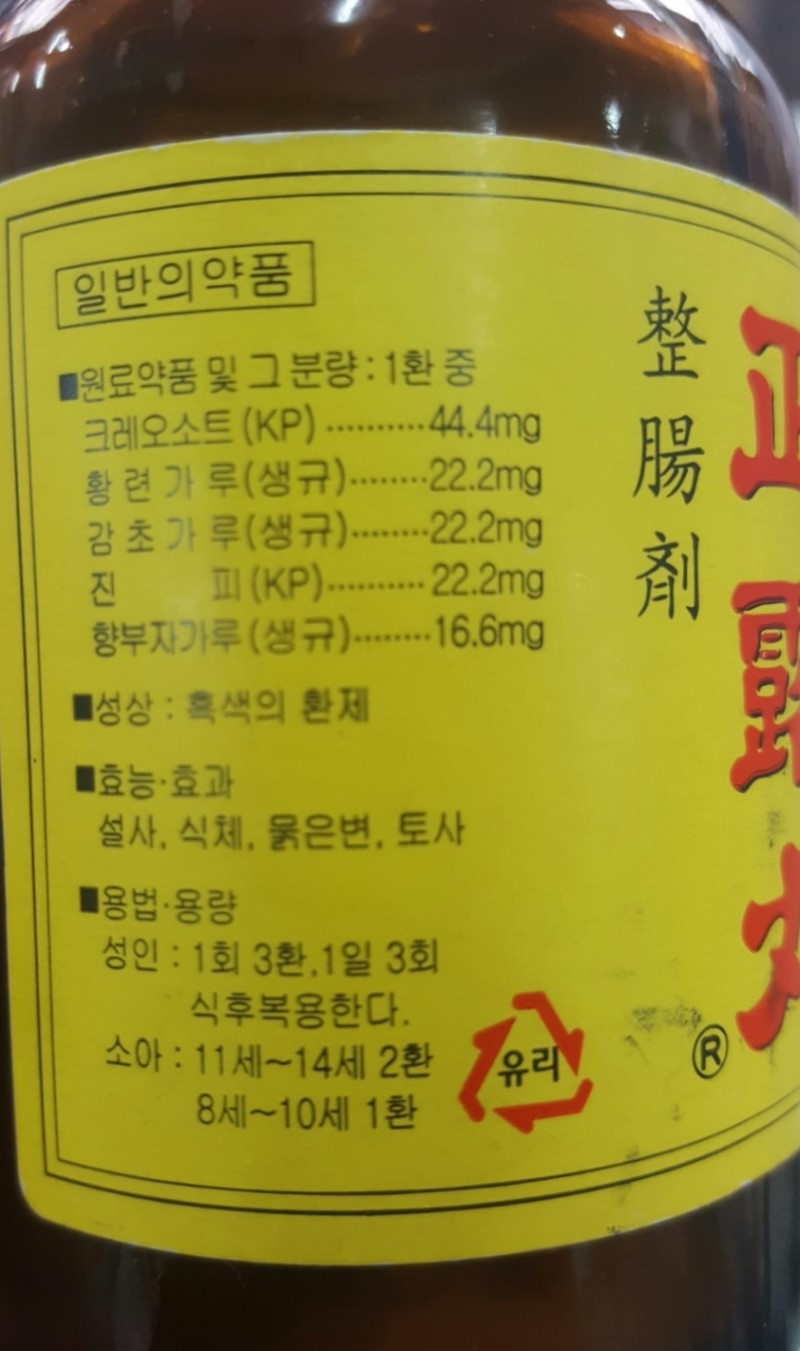 일반의약품
■원료약품 및 그 분량 : 1환 중
크레오소트(KP) ··········44.4mg
황련가루(생규)········22.2mg
감초가루(생규)········22.2mg
진 피(KP)··········22.2mg
향부자가루(생규)········16.6mg
■성상 : 흑색의 환제
■효능·효과
설사, 식체, 묽은변, 토사
■용법·용량
성인 : 1회 3환, 1일 3회
식후복용한다.
소아 : 11세~14세 2환
8세~10세 1환
유리
整腸剤
正露丸
®